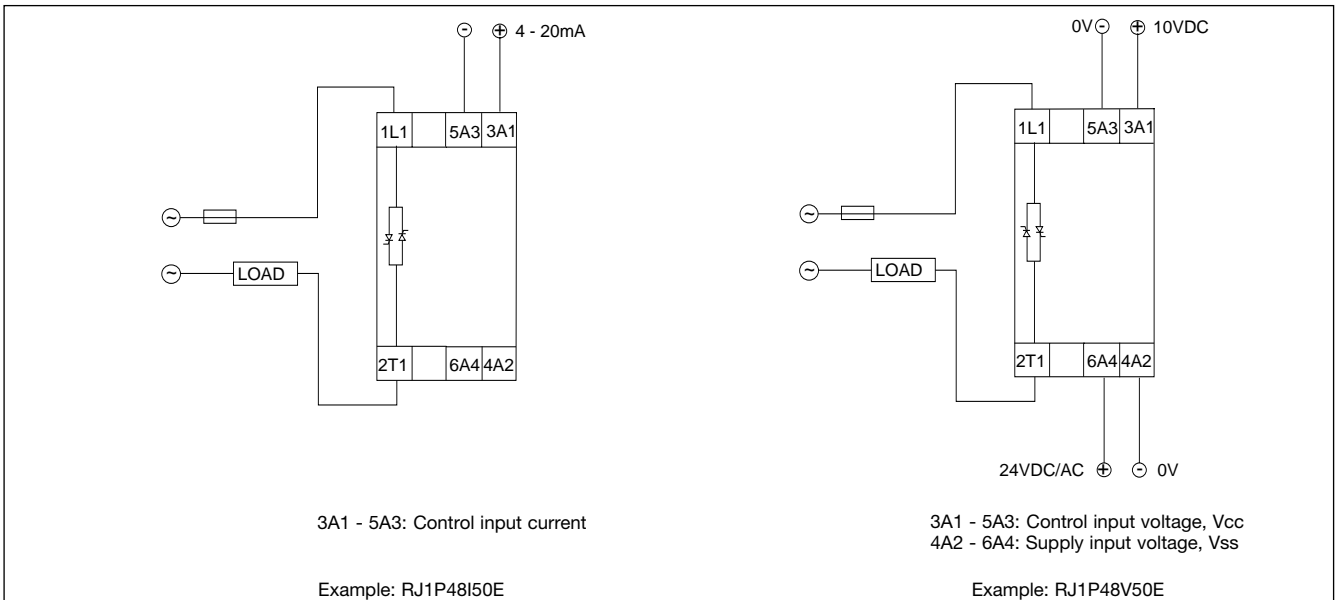 4 - 20mA
1L1 5A3 3A1
LOAD
2T1 6A4 4A2
3A1 - 5A3: Control input current
Example: RJ1P48I50E
0V 10VDC
1L1 5A3 3A1
LOAD
2T1 6A4 4A2
24VDC/AC 0V
3A1 - 5A3: Control input voltage, Vcc
4A2 - 6A4: Supply input voltage, Vss
Example: RJ1P48V50E